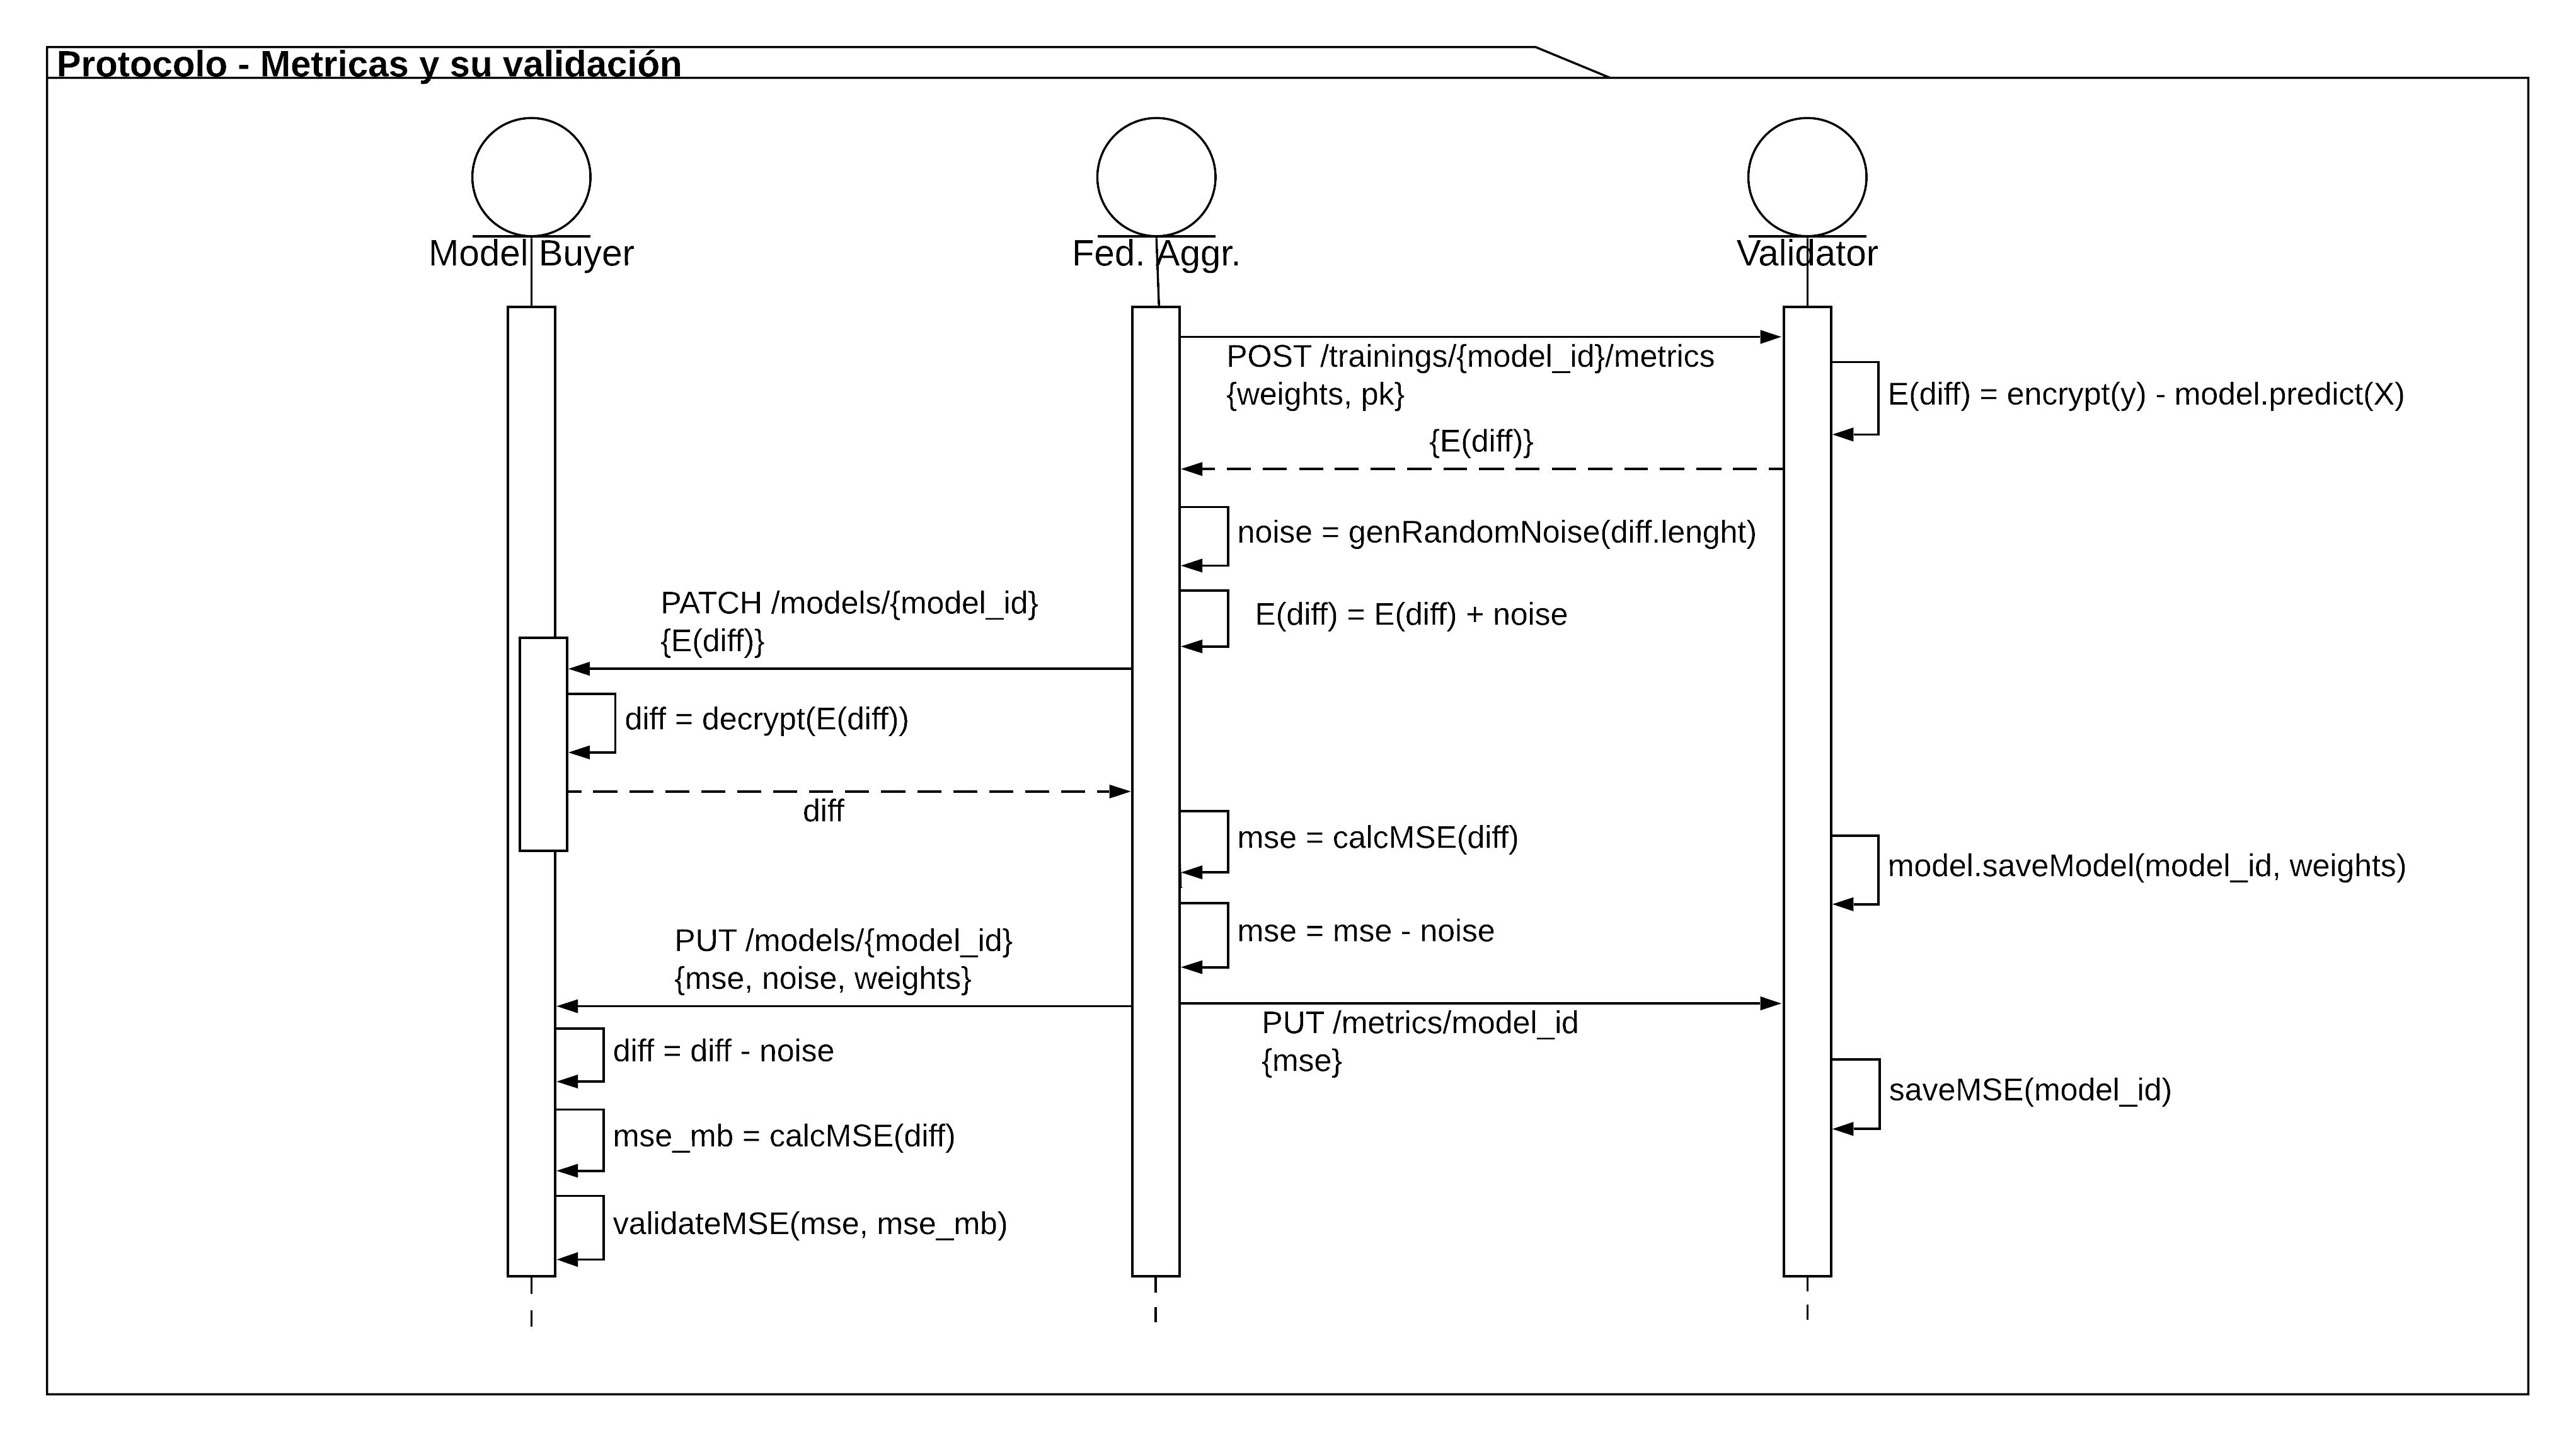 Protocolo - Metricas y su validación
Model Buyer
Fed. Aggr.
Validator
POST /trainings/{model_id}/metrics
{weights, pk}
E(diff) = encrypt(y) - model.predict(X)
{E(diff)}
noise = genRandomNoise(diff.lenght)
E(diff) = E(diff) + noise
PATCH /models/{model_id}
{E(diff)}
diff = decrypt(E(diff))
diff
mse = calcMSE(diff)
model.saveModel(model_id, weights)
mse = mse - noise
PUT /models/{model_id}
{mse, noise, weights}
PUT /metrics/model_id
{mse}
diff = diff - noise
saveMSE(model_id)
mse_mb = calcMSE(diff)
validateMSE(mse, mse_mb)